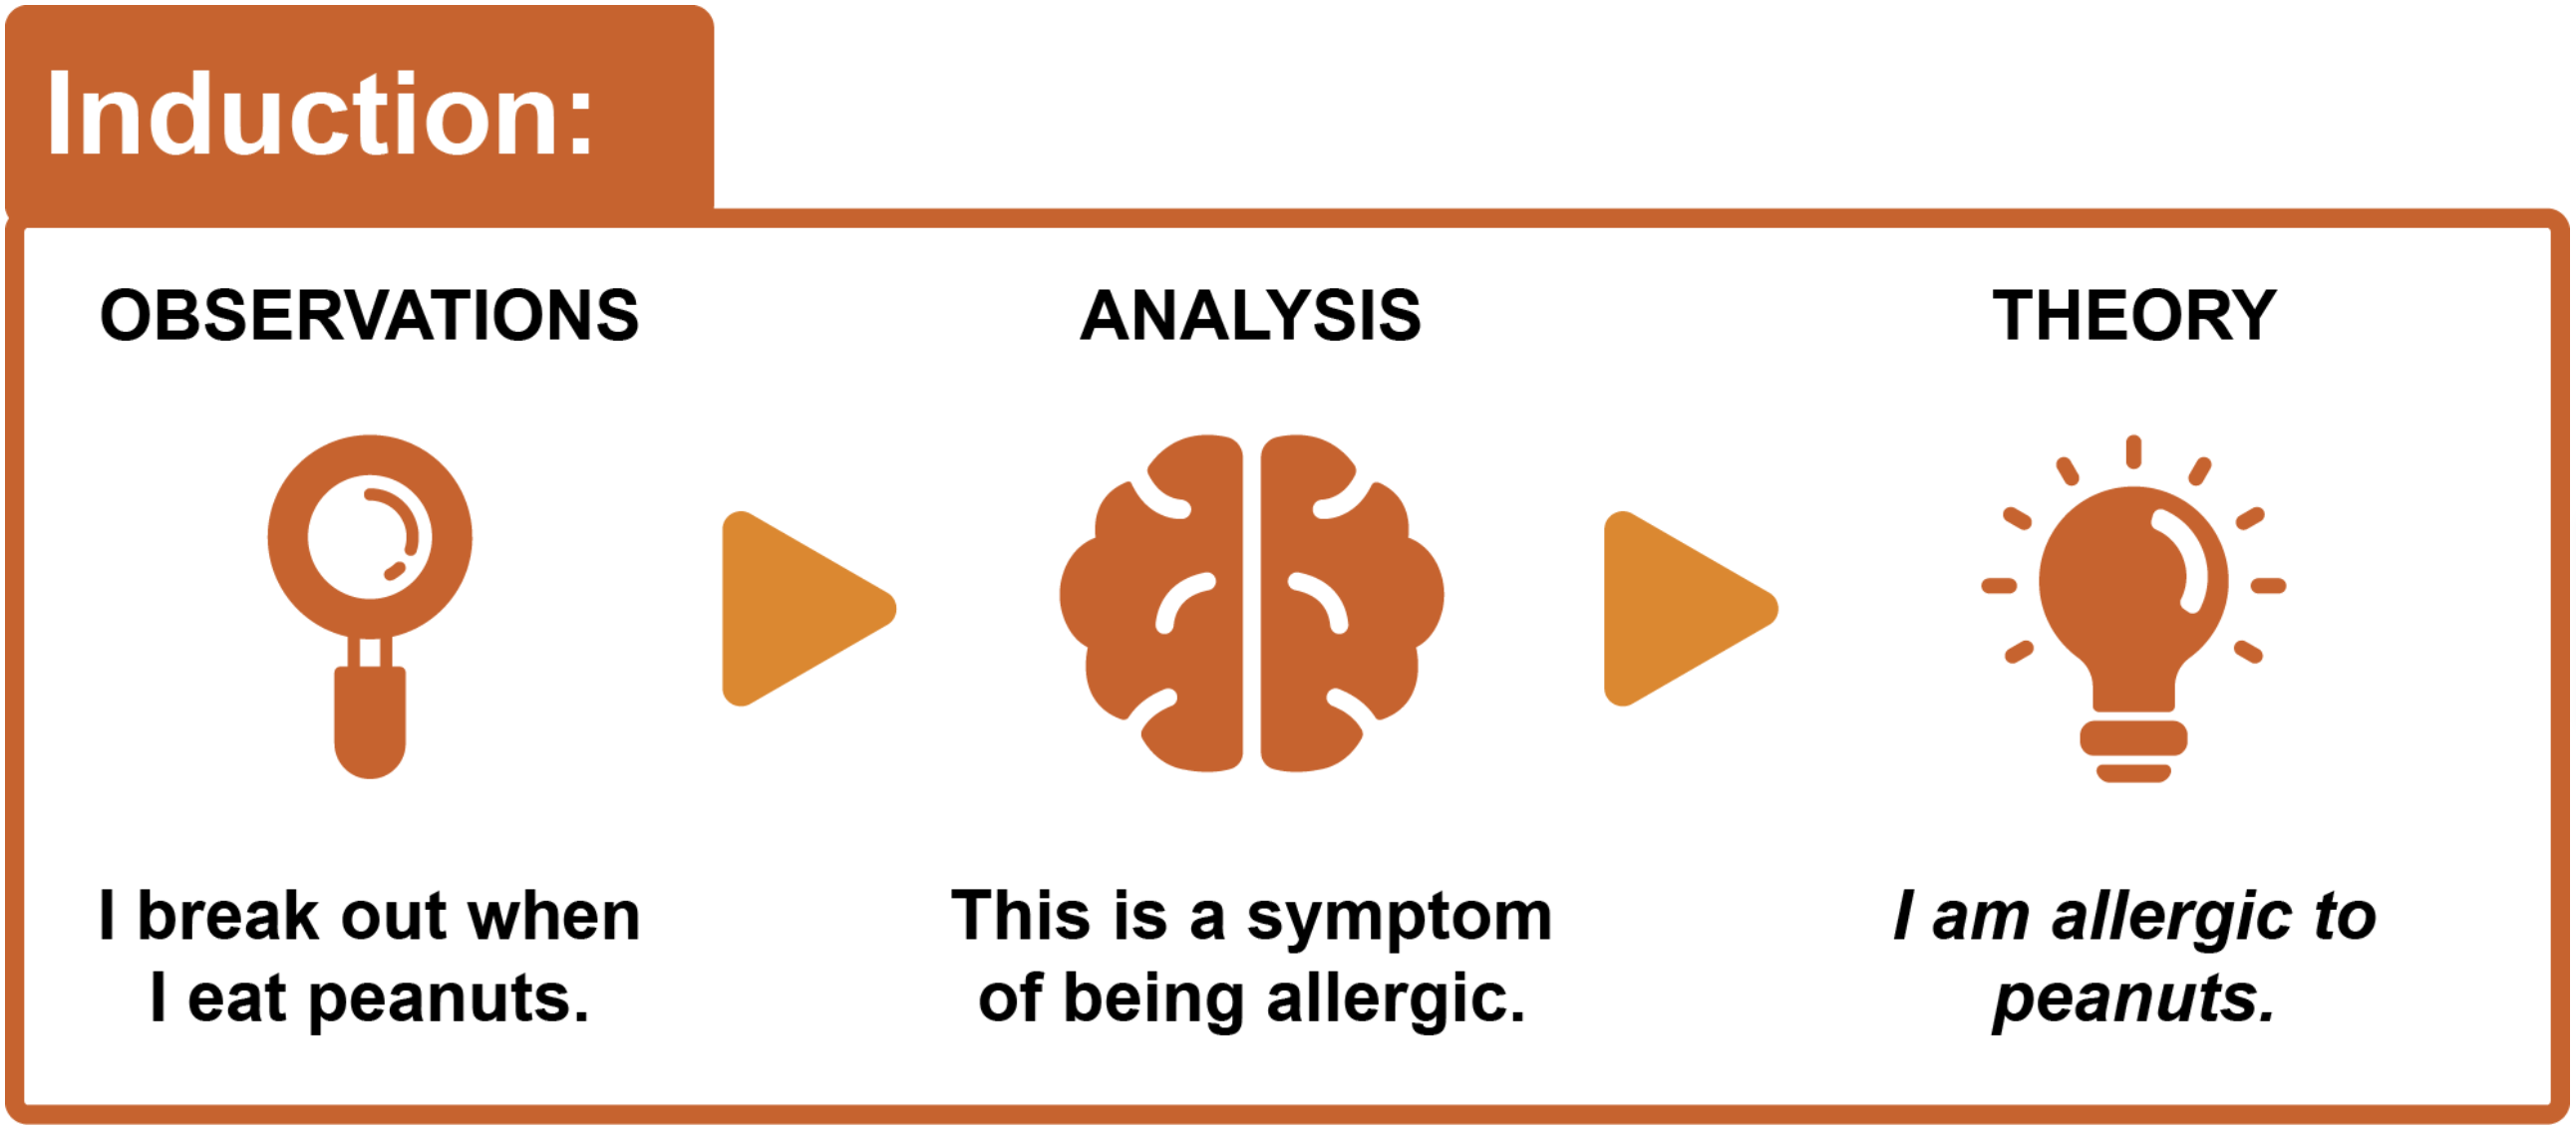 Induction:
OBSERVATIONS
I break out when
I eat peanuts.
ANALYSIS
This is a symptom
of being allergic.
THEORY
I am allergic to
peanuts.